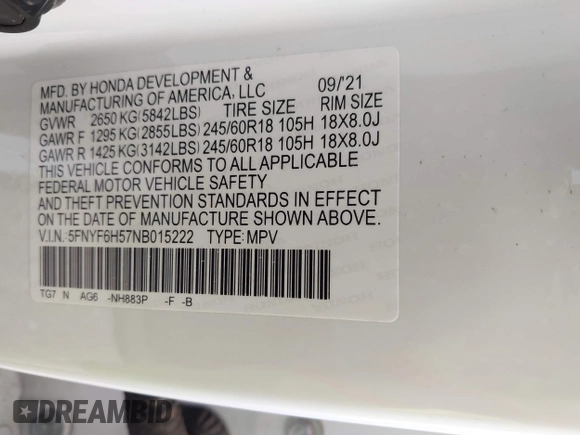 MFD. BY HONDA DEVELOPMENT &
MANUFACTURING OF AMERICA, LLC 09/'21
GVWR 2650 KG(5842LBS) TIRE SIZE RIM SIZE
GAWR F 1295 KG(2855LBS) 245/60R18 105H 18X8.0J
GAWR R 1425 KG(3142LBS) 245/60R18 105H 18X8.0J
THIS VEHICLE CONFORMS TO ALL APPLICABLE
FEDERAL MOTOR VEHICLE SAFETY
AND THEFT PREVENTION STANDARDS IN EFFECT
ON THE DATE OF MANUFACTURE SHOWN ABOVE.
V.I.N.:5FNYF6H57NB015222 TYPE:MPV
TG7 N AG6 -NH883P -F -B
DREAMBID